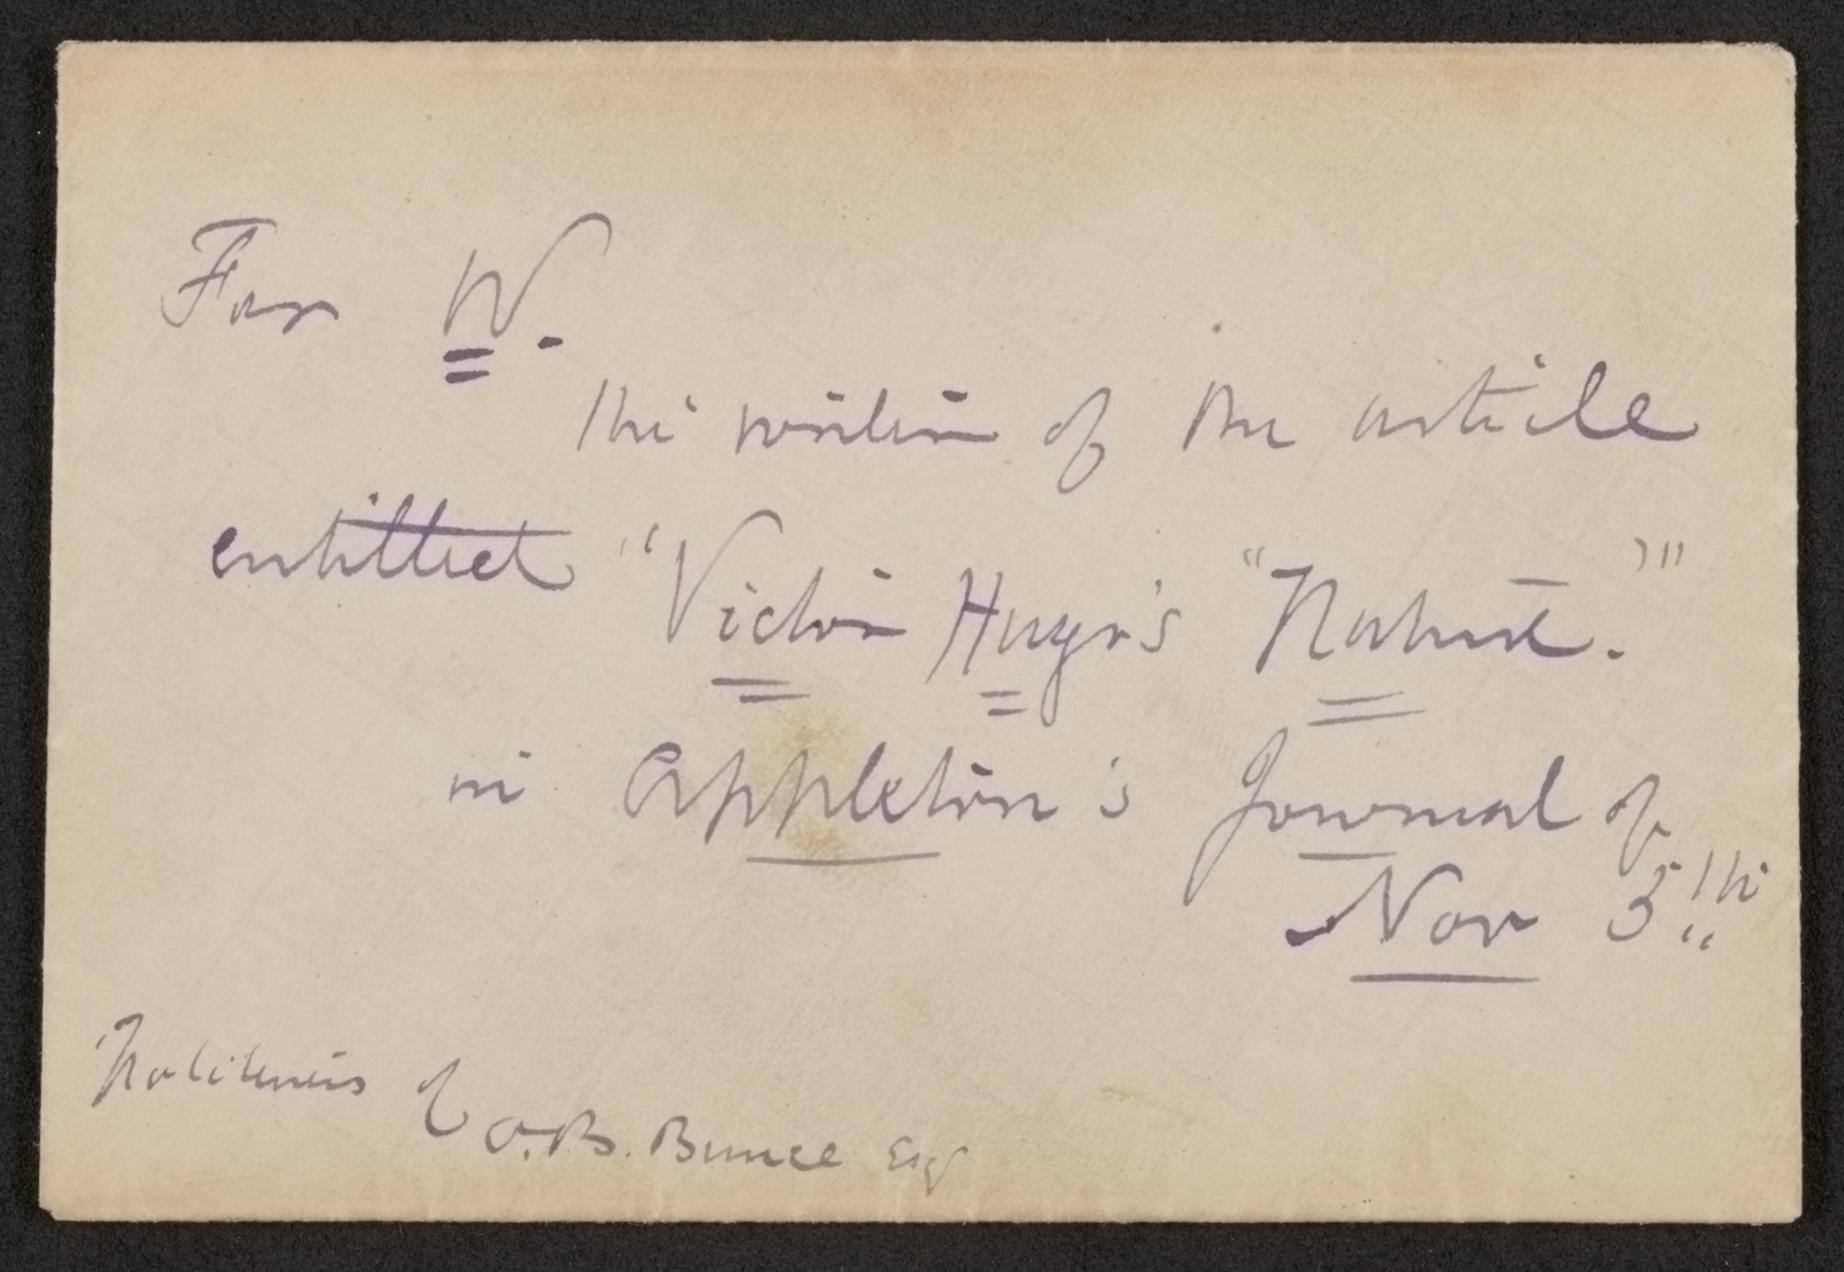 For W.
the writer of the article
entitled "Victor Hugo's "Nature.'"
in Appleton's Journal of
Nov 5th
Politeness of
O.B. Bunce Esq